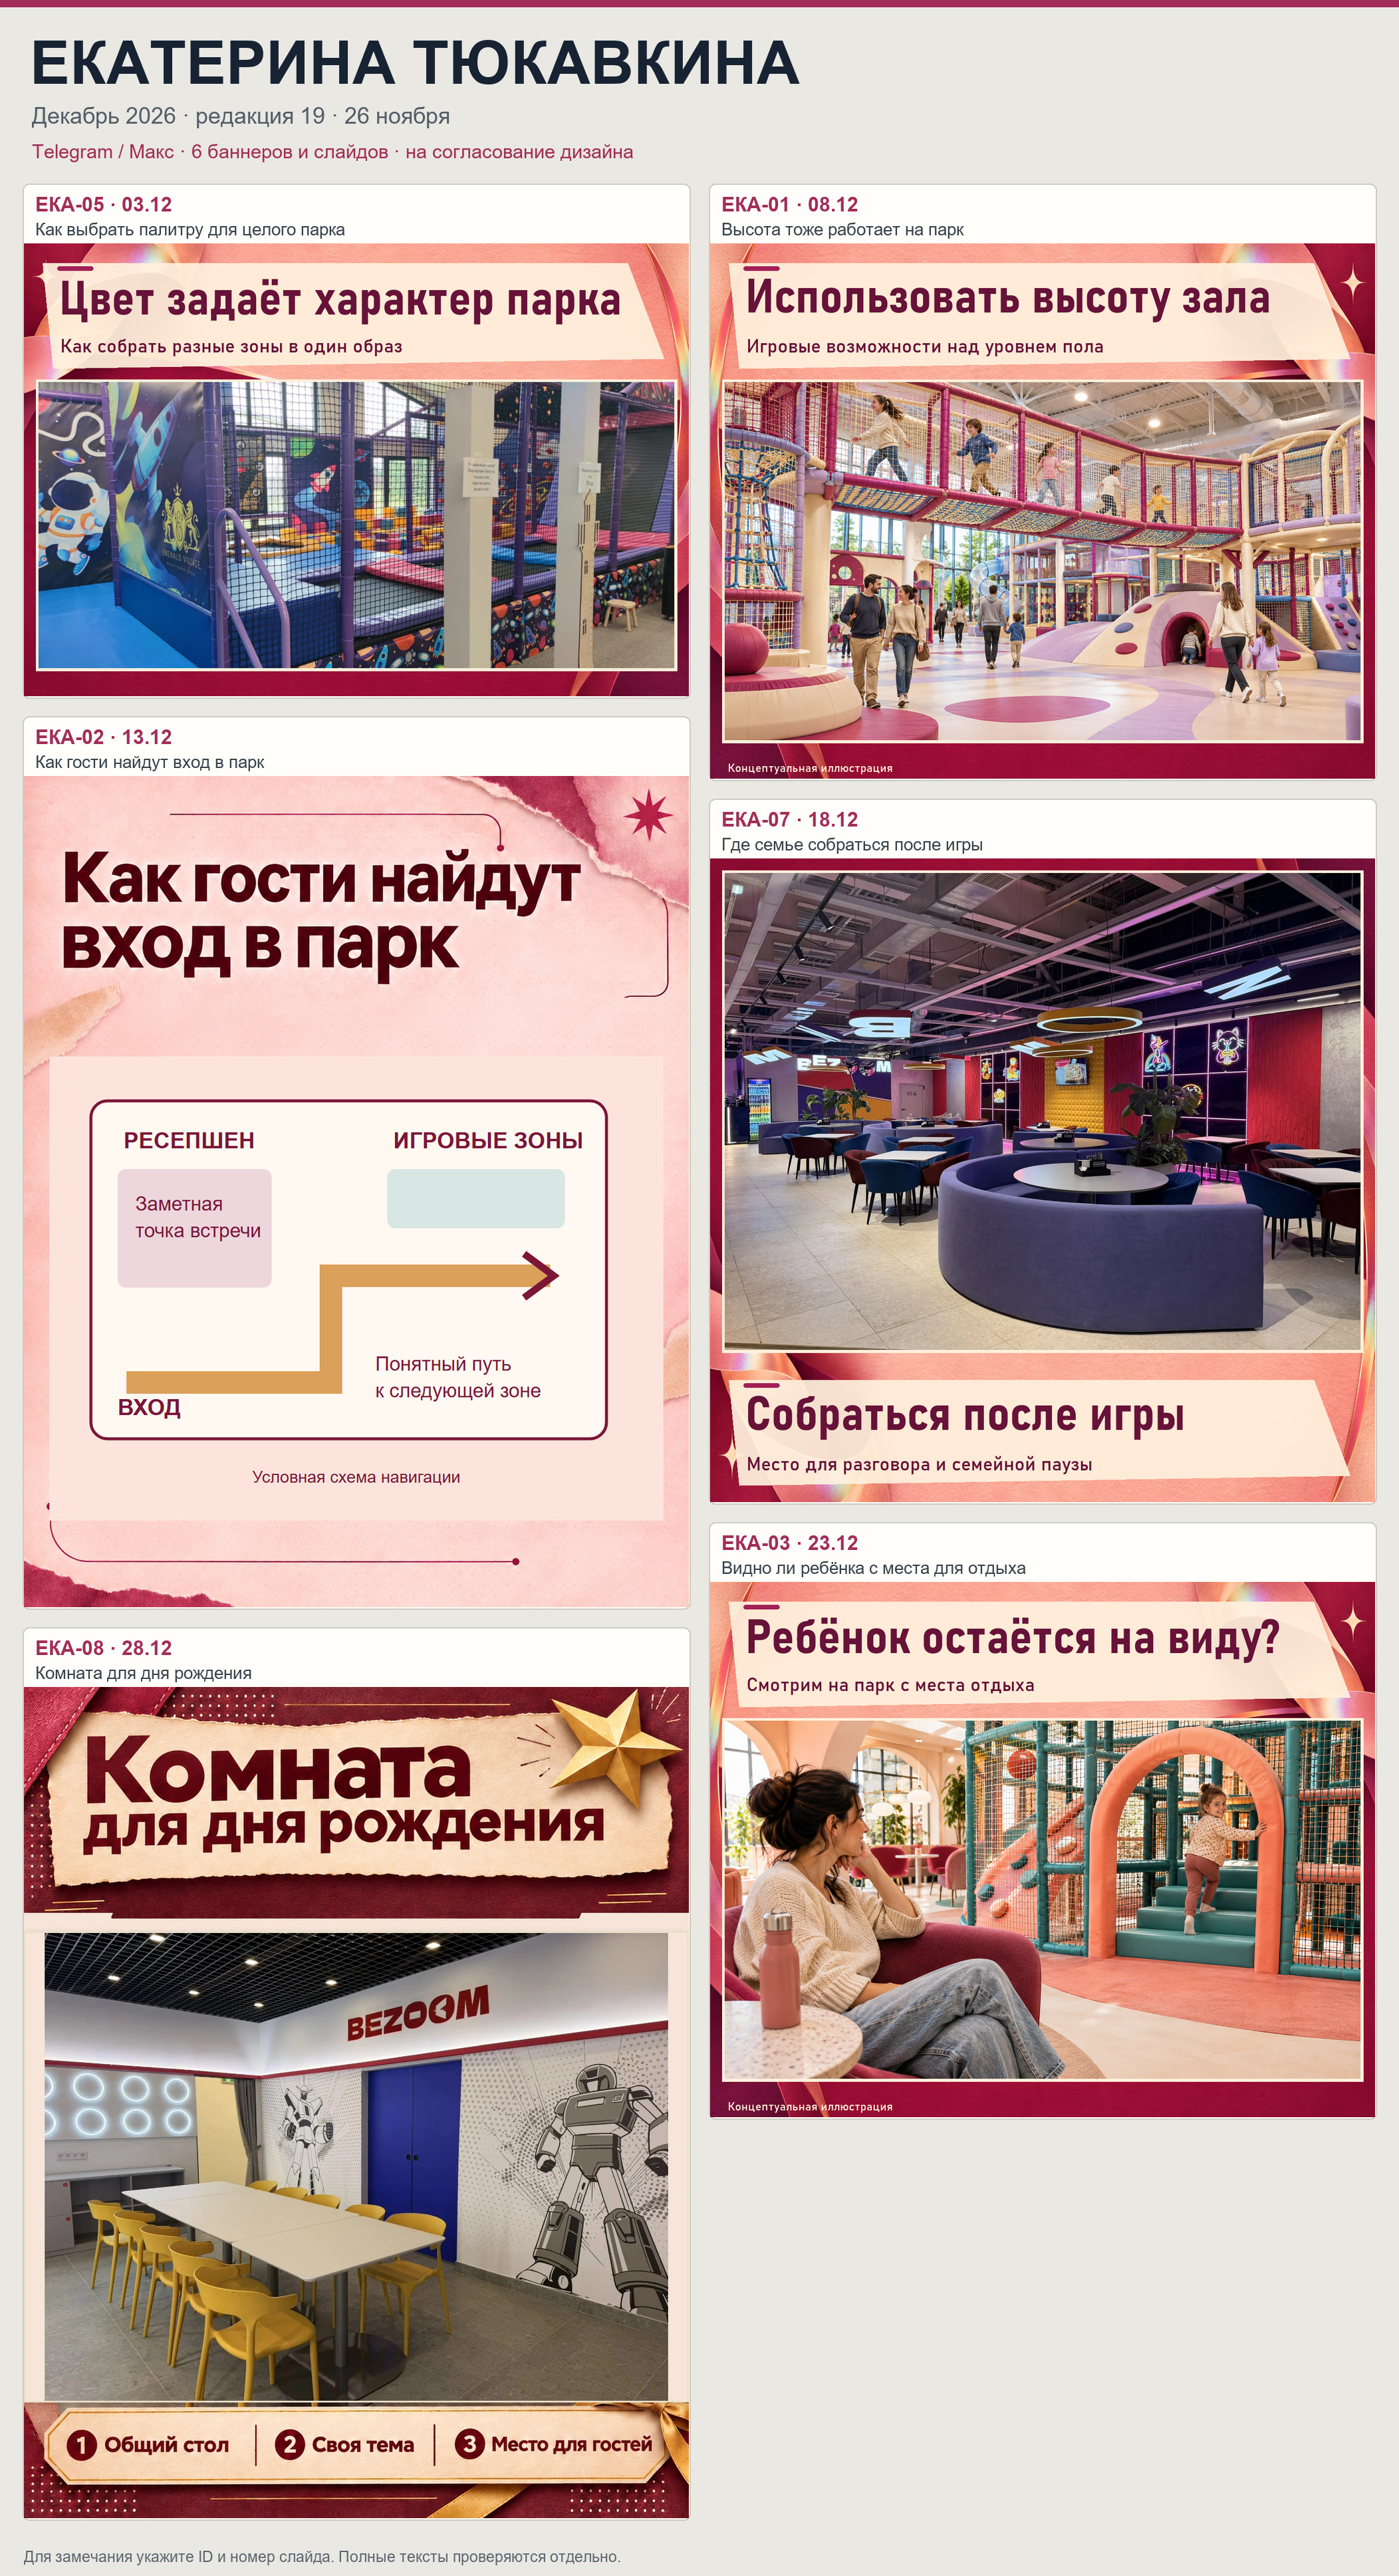 ЕКАТЕРИНА ТЮКАВКИНА
Декабрь 2026 · редакция 19 · 26 ноября
Telegram / Макс · 6 баннеров и слайдов · на согласование дизайна
ЕКА-05 · 03.12
Как выбрать палитру для целого парка
Цвет задаёт характер парка
Как собрать разные зоны в один образ
ЕКА-02 · 13.12
Как гости найдут вход в парк
Как гости найдут
вход в парк
РЕСЕПШЕН
ИГРОВЫЕ ЗОНЫ
Заметная
точка встречи
Понятный путь
к следующей зоне
ВХОД
Условная схема навигации
ЕКА-08 · 28.12
Комната для дня рождения
Комната
для дня рождения
BEZOOM
1 Общий стол
2 Своя тема
3 Место для гостей
ЕКА-01 · 08.12
Высота тоже работает на парк
Использовать высоту зала
Игровые возможности над уровнем пола
Концептуальная иллюстрация
ЕКА-07 · 18.12
Где семье собраться после игры
Собраться после игры
Место для разговора и семейной паузы
ЕКА-03 · 23.12
Видно ли ребёнка с места для отдыха
Ребёнок остаётся на виду?
Смотрим на парк с места отдыха
Концептуальная иллюстрация
Для замечания укажите ID и номер слайда. Полные тексты проверяются отдельно.